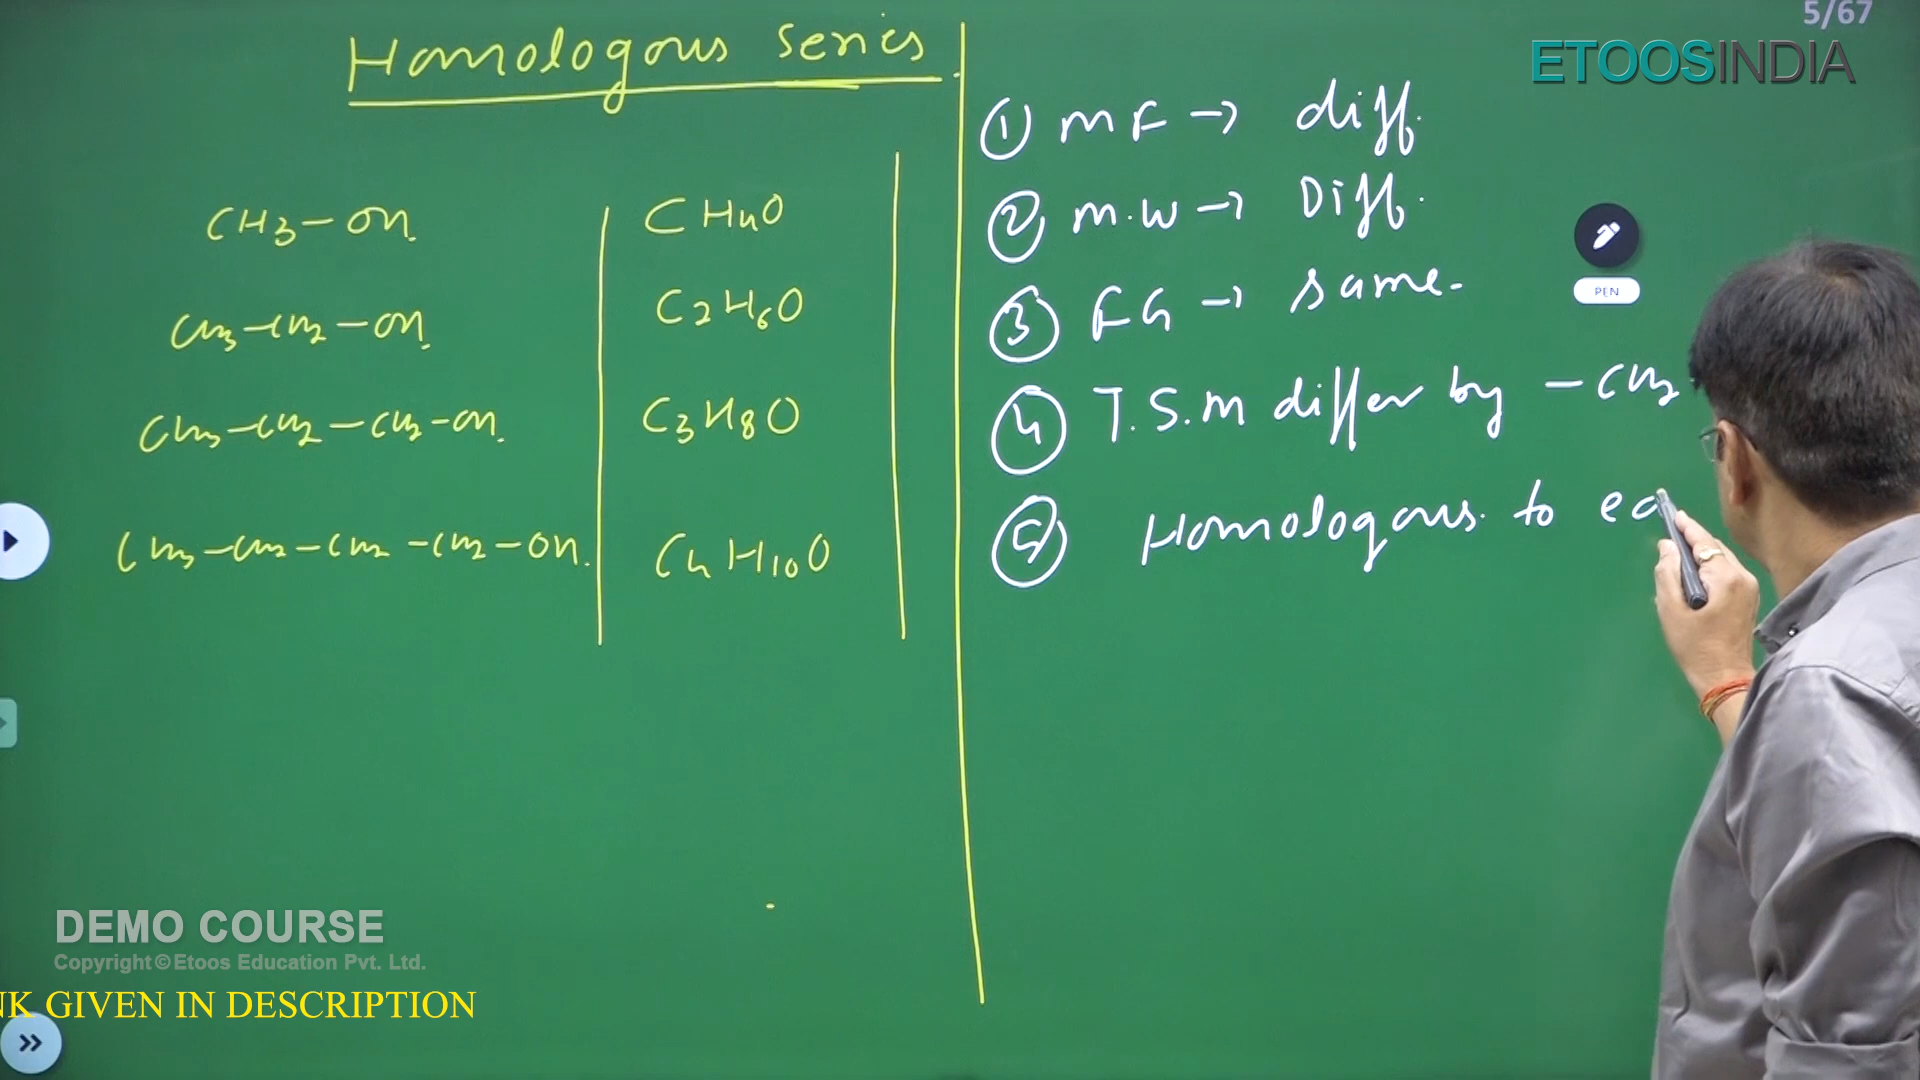 5/67
ETOOSINDIA
Homologous series.
CH3-OH.
CH3-CH2-OH.
CH3-CH2-CH2-OH.
CH3-CH2-CH2-CH2-OH.
CH4O
C2H6O
C3H8O
C4H10O
① MF → diff.
② M.W → Diff.
③ FG → same.
④ T.S.M differ by -CH2
⑤ Homologous to ea
PEN
DEMO COURSE
Copyright © Etoos Education Pvt. Ltd.
NK GIVEN IN DESCRIPTION